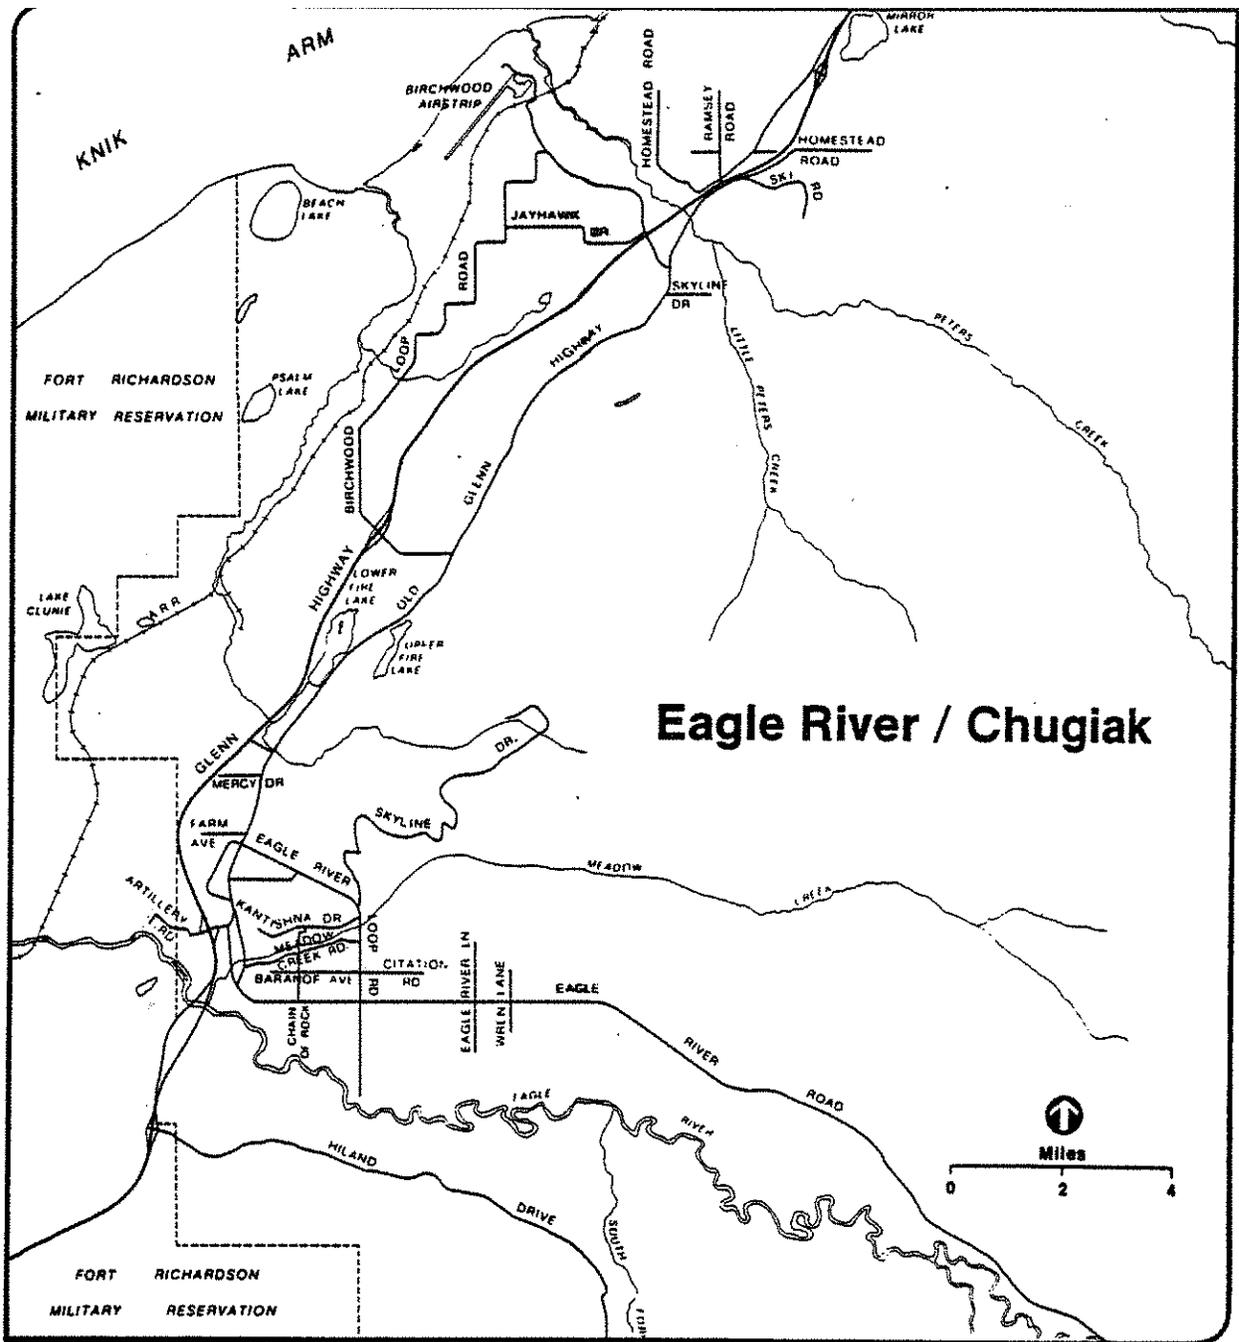 ARM
KNIK
MIRROR
LAKE
BIRCHWOOD
AIRSTRIP
HOMESTEAD ROAD
RAMSEY
ROAD
HOMESTEAD
ROAD
SKI
RD
BEACH
LAKE
JAYHAWK
DR
ROAD
SKYLINE
DR
HIGHWAY
LITTLE
PETERS
CREEK
PETERS
CREEK
LOOP
FORT RICHARDSON
MILITARY RESERVATION
PSALM
LAKE
BIRCHWOOD
GLENN
HIGHWAY
LOWER
FIRE
LAKE
OLD
LAKE
CLUNIE
ARR
UPPER
FIRE
LAKE
Eagle River / Chugiak
GLENN
DR.
MERCY DR
FARM
AVE
SKYLINE
EAGLE RIVER
MEADOW
CREEK
ARTILLERY
RD
KANTISHNA DR
LOOP
MEADOW
CREEK RD.
CITATION
RD
BARANOF AVE
RD
EAGLE RIVER LN
WREN LANE
EAGLE
CHAIN
OF ROCK
RIVER
ROAD
EAGLE
RIVER
HILAND
DRIVE
SOUTH
Miles
0 2 4
FORT RICHARDSON
MILITARY RESERVATION